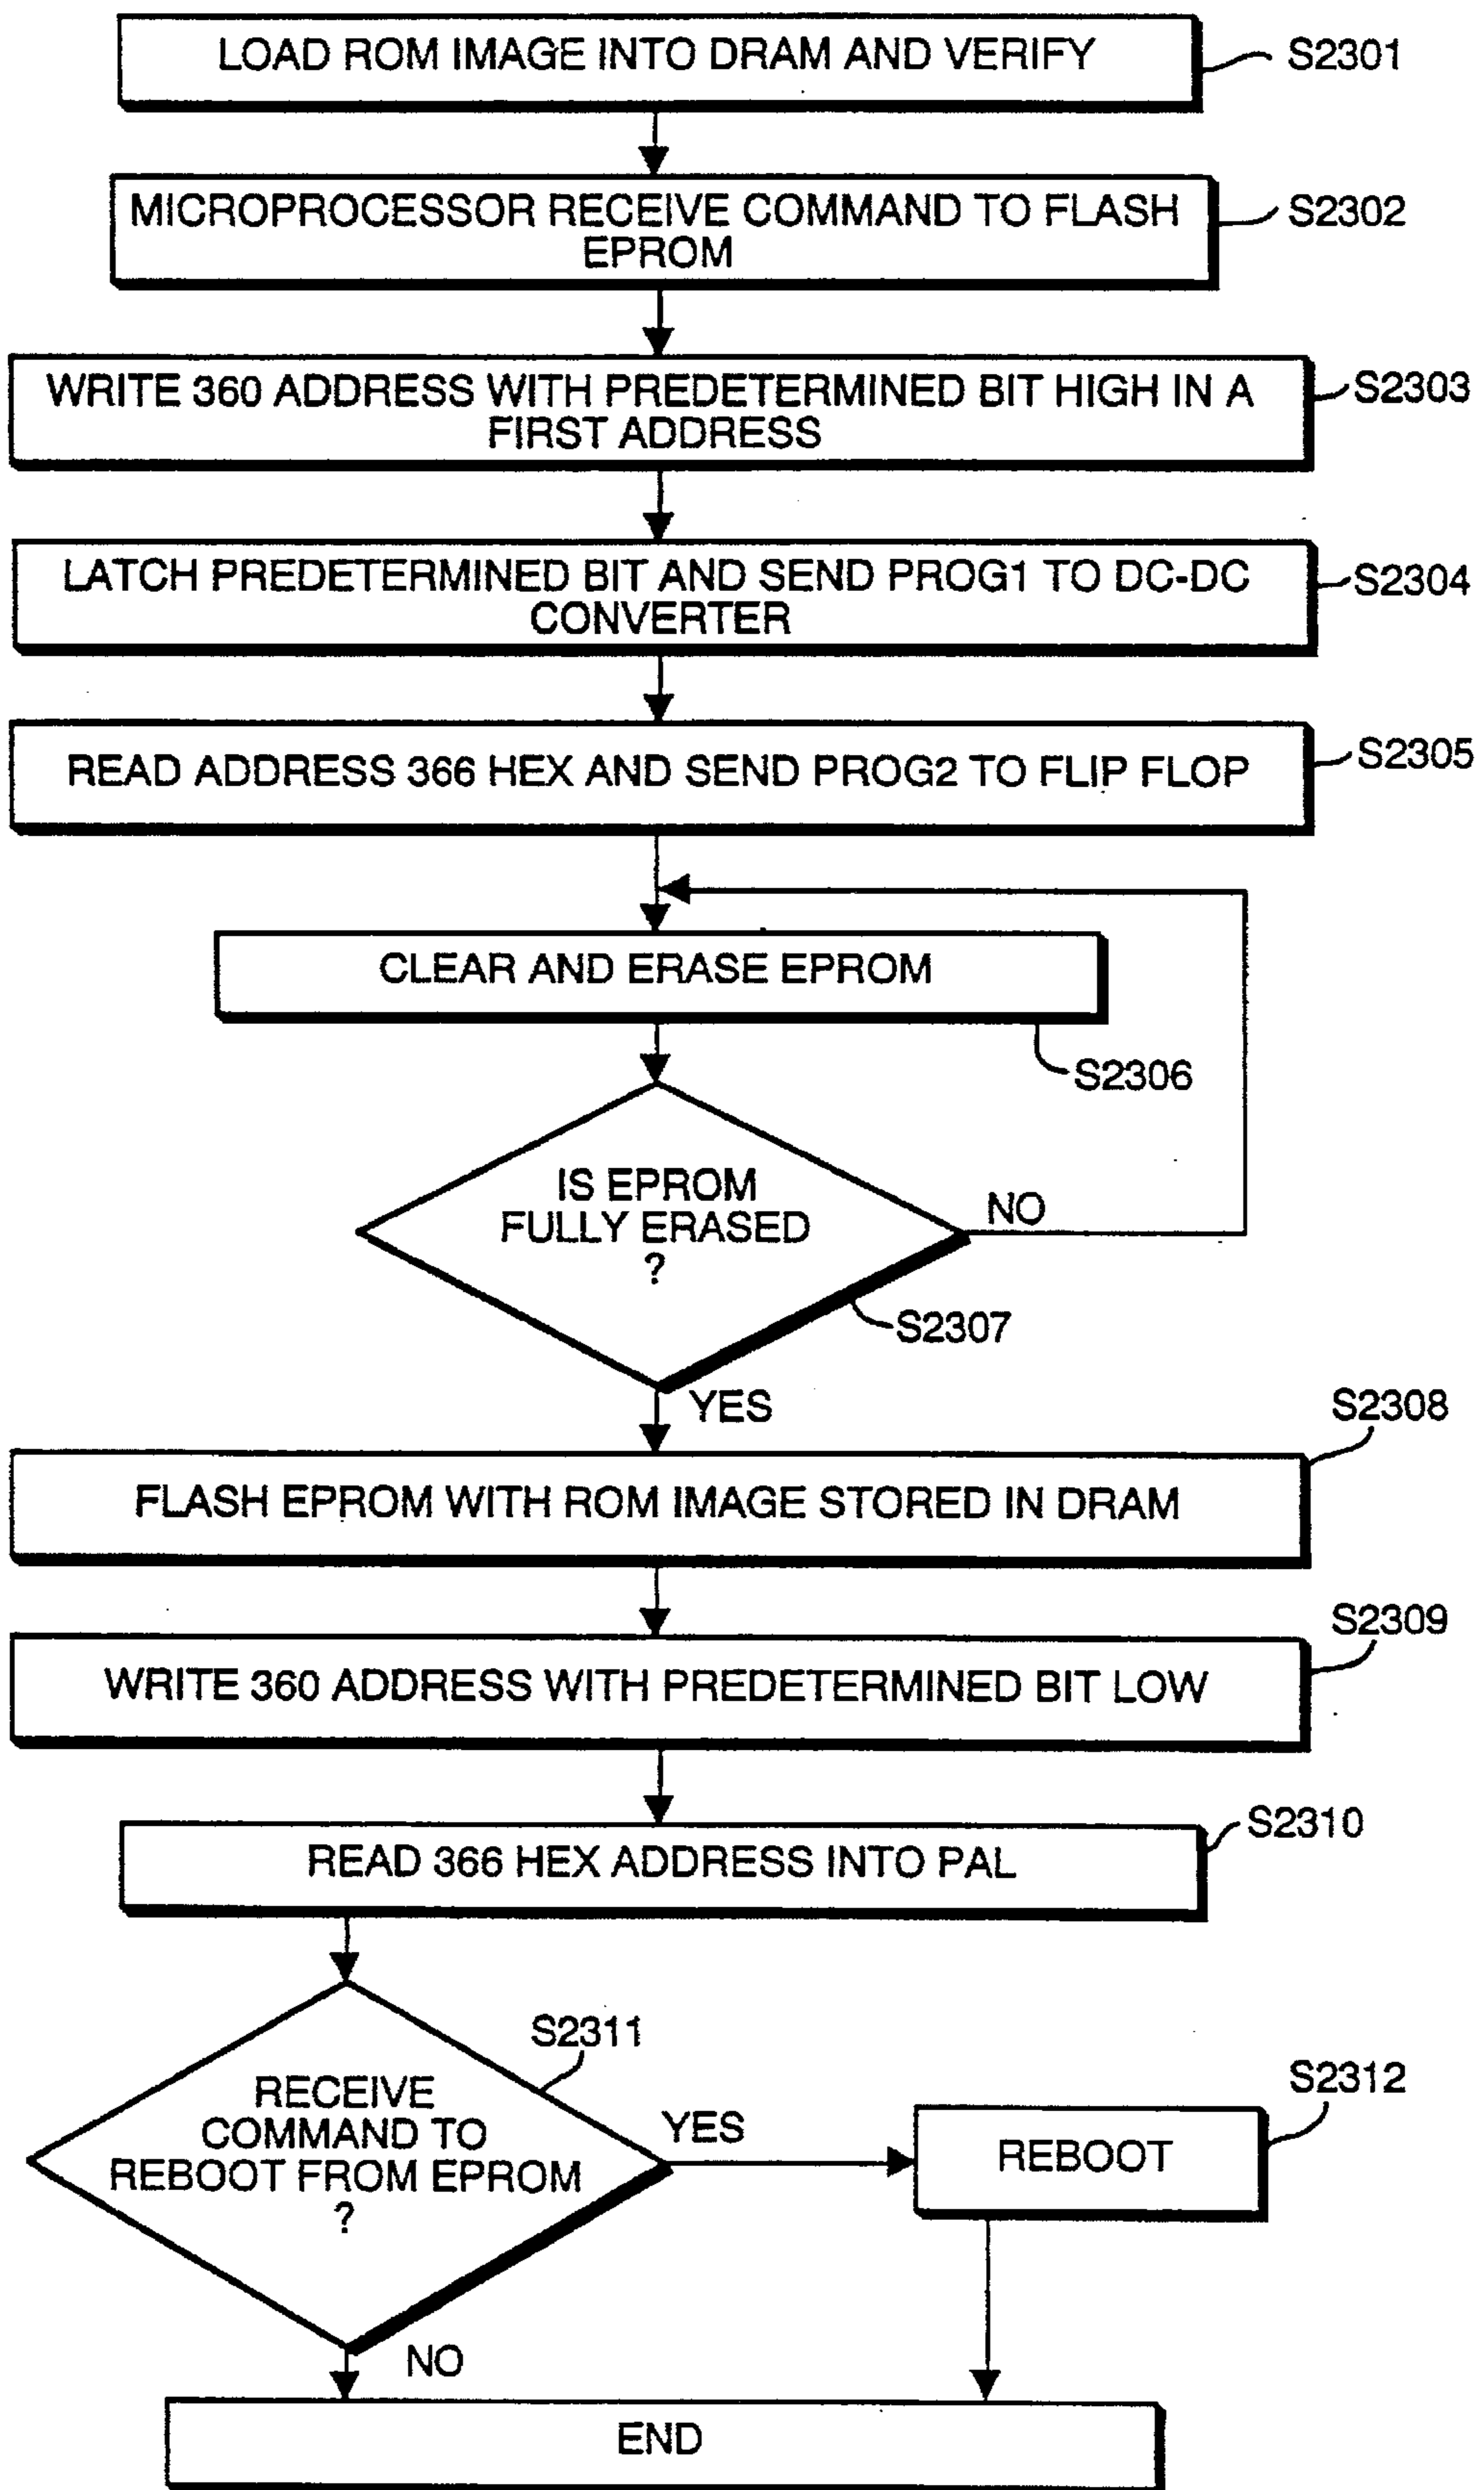 LOAD ROM IMAGE INTO DRAM AND VERIFY
S2301
MICROPROCESSOR RECEIVE COMMAND TO FLASH
EPROM
S2302
WRITE 360 ADDRESS WITH PREDETERMINED BIT HIGH IN A
FIRST ADDRESS
S2303
LATCH PREDETERMINED BIT AND SEND PROG1 TO DC-DC
CONVERTER
S2304
READ ADDRESS 366 HEX AND SEND PROG2 TO FLIP FLOP
S2305
CLEAR AND ERASE EPROM
S2306
IS EPROM
FULLY ERASED
?
NO
S2307
YES
S2308
FLASH EPROM WITH ROM IMAGE STORED IN DRAM
S2309
WRITE 360 ADDRESS WITH PREDETERMINED BIT LOW
S2310
READ 366 HEX ADDRESS INTO PAL
S2311
RECEIVE
COMMAND TO
REBOOT FROM EPROM
?
YES
S2312
REBOOT
NO
END